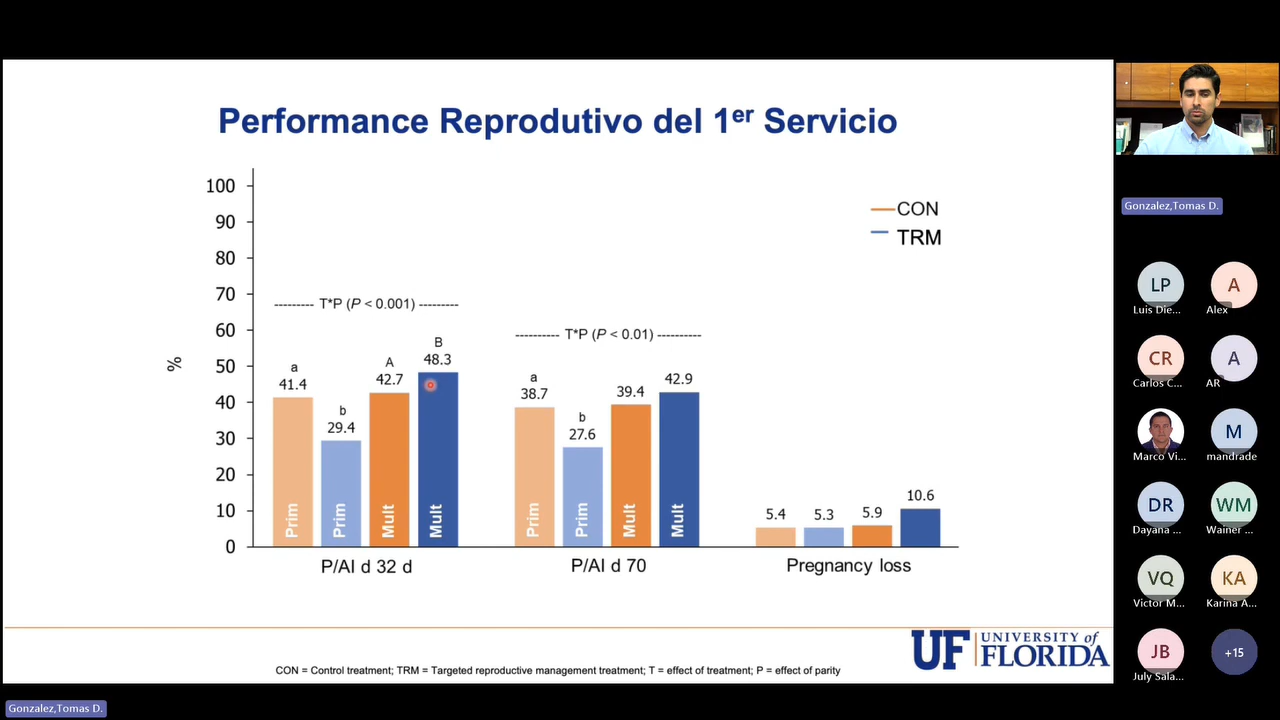 Performance Reprodutivo del 1er Servicio
CON
TRM
%
100
90
80
70
60
50
40
30
20
10
0
--------- T*P (P < 0.001) ---------
a
41.4
b
29.4
A
42.7
B
48.3
Prim
Prim
Mult
Mult
P/AI d 32 d
---------- T*P (P < 0.01) ----------
a
38.7
b
27.6
39.4
42.9
Prim
Prim
Mult
Mult
P/AI d 70
5.4
5.3
5.9
10.6
Pregnancy loss
CON = Control treatment; TRM = Targeted reproductive management treatment; T = effect of treatment; P = effect of parity
UF UNIVERSITY of
FLORIDA
Gonzalez,Tomas D.
Gonzalez,Tomas D.
LP
Luis Die...
A
Alex
CR
Carlos C...
A
AR
Marco Vi...
M
mandrade
DR
Dayana ...
WM
Wainer ...
VQ
Victor M...
KA
Karina A...
JB
July Sala...
+15